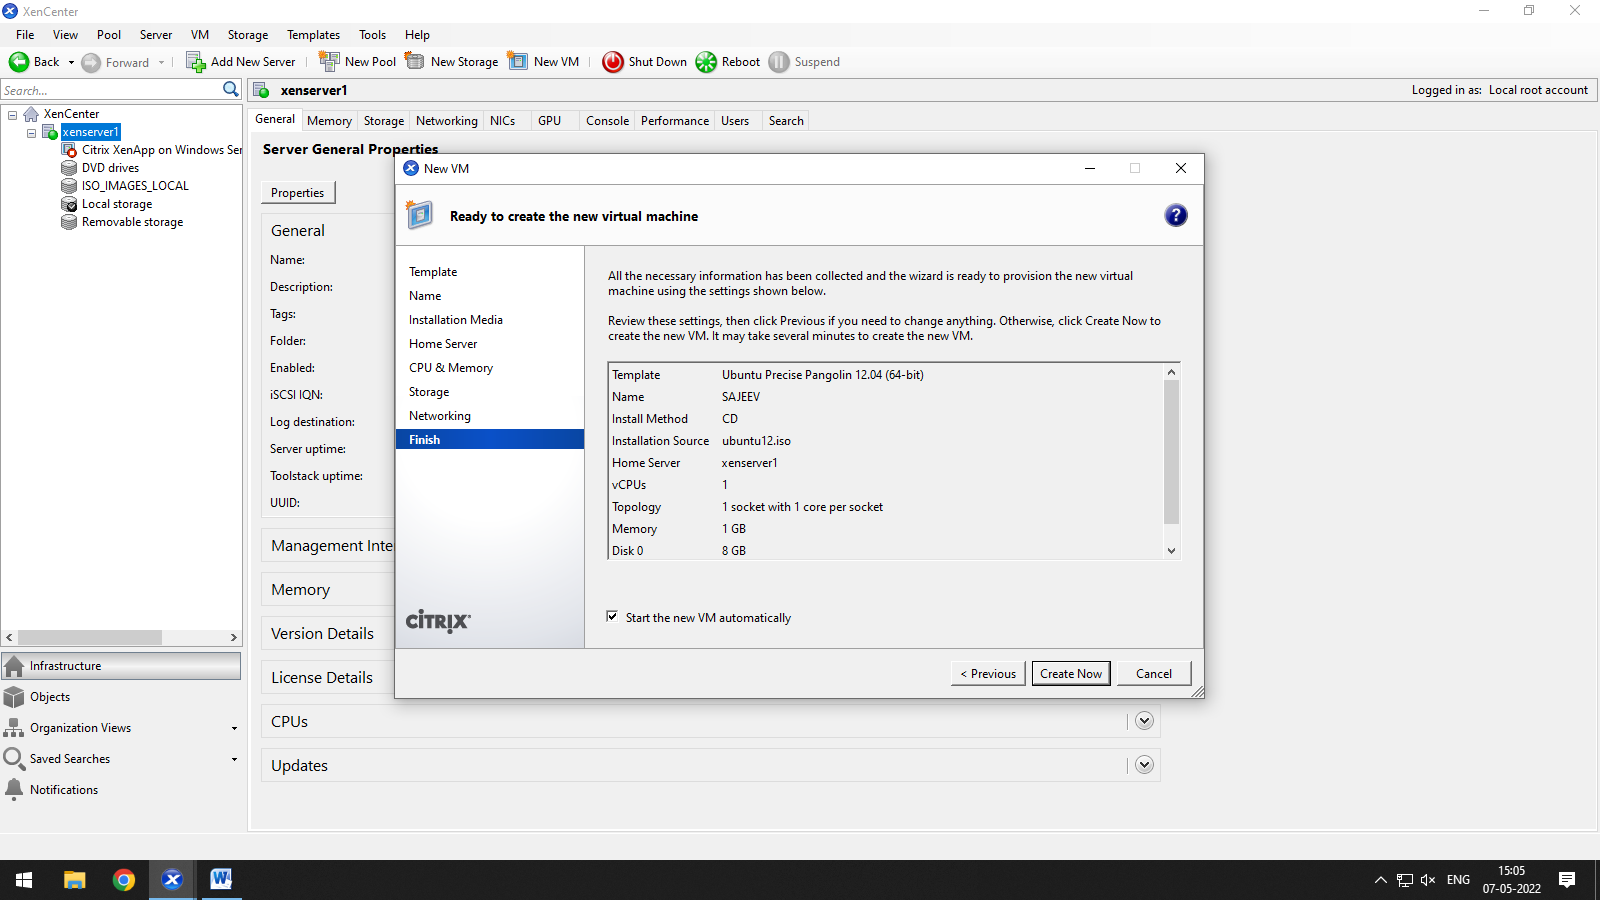 XenCenter
File View Pool Server VM Storage Templates Tools Help
Back Forward Add New Server New Pool New Storage New VM Shut Down Reboot Suspend
Search...
xenserver1
Logged in as: Local root account
XenCenter
xenserver1
Citrix XenApp on Windows Ser
DVD drives
ISO_IMAGES_LOCAL
Local storage
Removable storage
Infrastructure
Objects
Organization Views
Saved Searches
Notifications
General Memory Storage Networking NICs GPU Console Performance Users Search
Server General Properties
Properties
General
Name:
Description:
Tags:
Folder:
Enabled:
iSCSI IQN:
Log destination:
Server uptime:
Toolstack uptime:
UUID:
Management Inte
Memory
Version Details
License Details
CPUs
Updates
New VM
Ready to create the new virtual machine
?
Template
Name
Installation Media
Home Server
CPU & Memory
Storage
Networking
Finish
CITRIX
All the necessary information has been collected and the wizard is ready to provision the new virtual
machine using the settings shown below.
Review these settings, then click Previous if you need to change anything. Otherwise, click Create Now to
create the new VM. It may take several minutes to create the new VM.
Template Ubuntu Precise Pangolin 12.04 (64-bit)
Name SAJEEV
Install Method CD
Installation Source ubuntu12.iso
Home Server xenserver1
vCPUs 1
Topology 1 socket with 1 core per socket
Memory 1 GB
Disk 0 8 GB
Start the new VM automatically
< Previous Create Now Cancel
ENG
15:05
07-05-2022